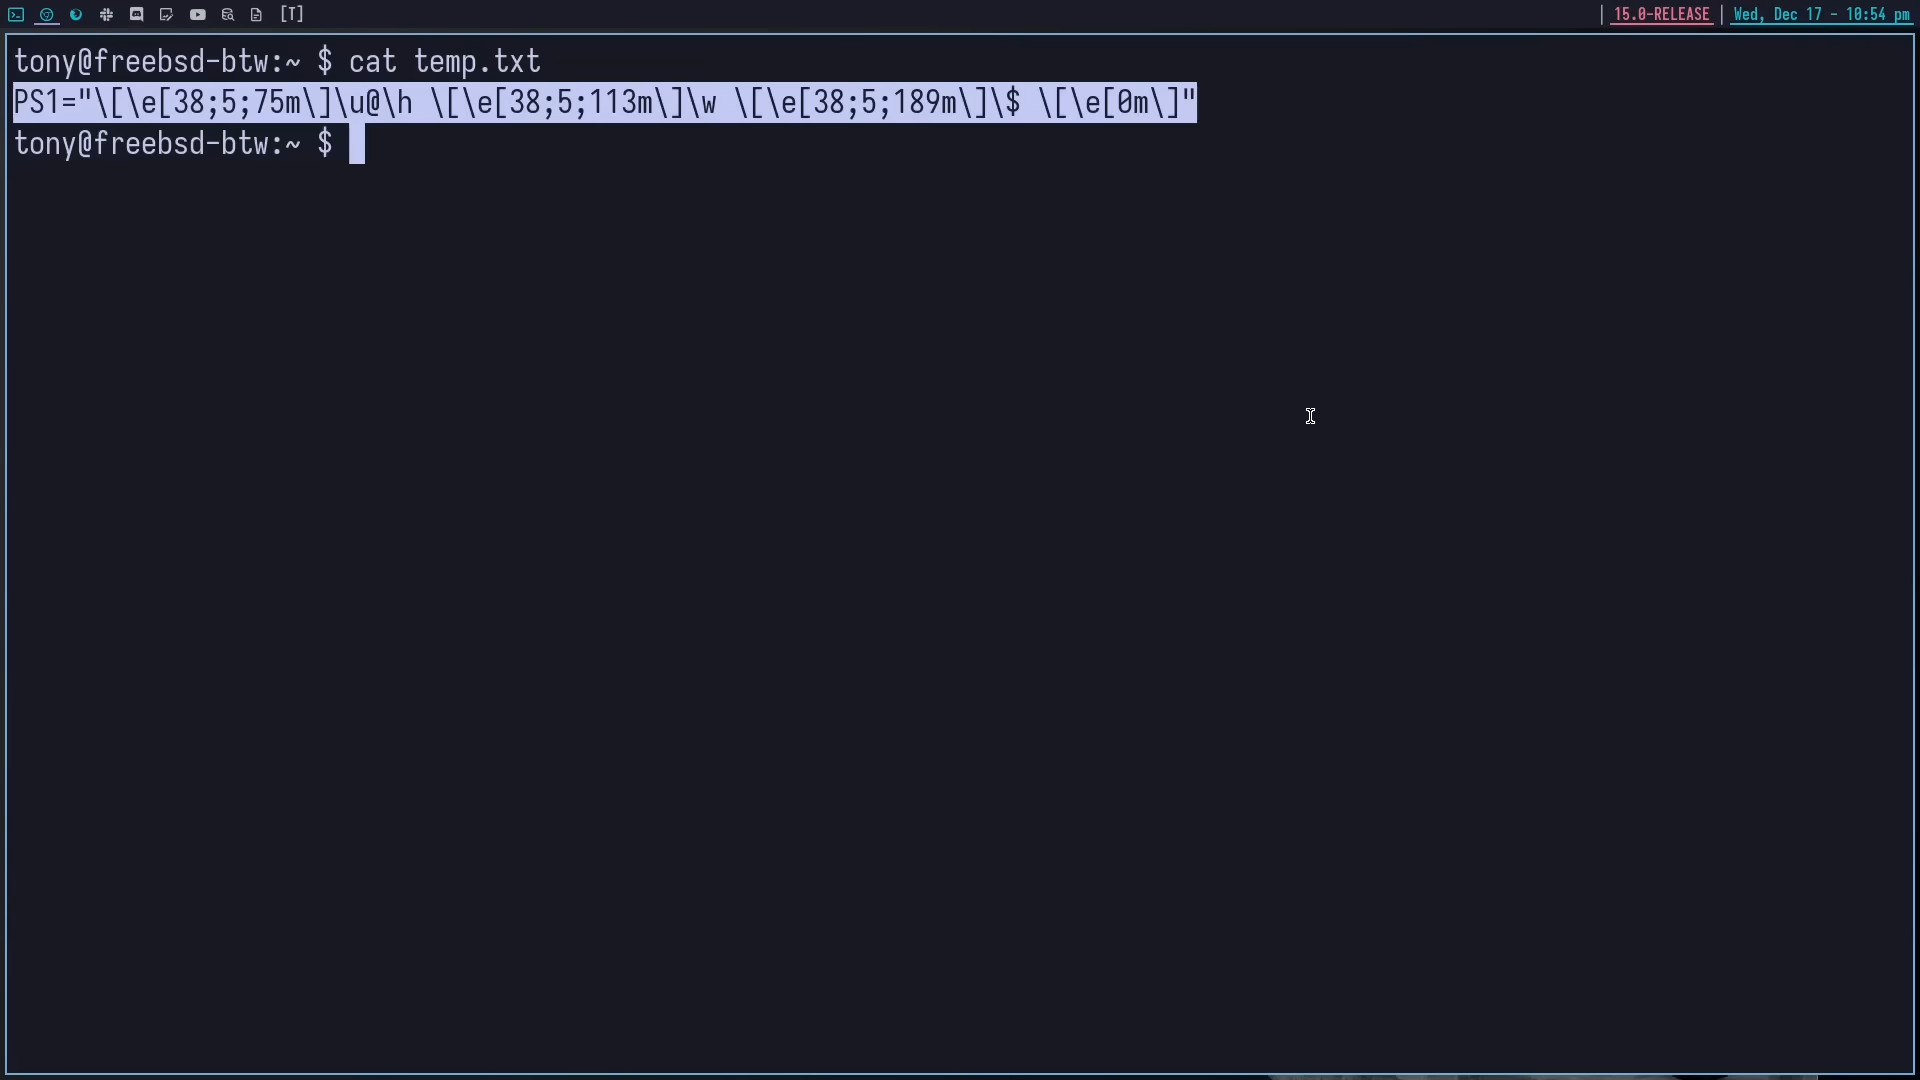 [T] | 15.0-RELEASE | Wed, Dec 17 - 10:54 pm
tony@freebsd-btw:~ $ cat temp.txt
PS1="\[\e[38;5;75m\]\u@\h \[\e[38;5;113m\]\w \[\e[38;5;189m\]\$ \[\e[0m\]"
tony@freebsd-btw:~ $